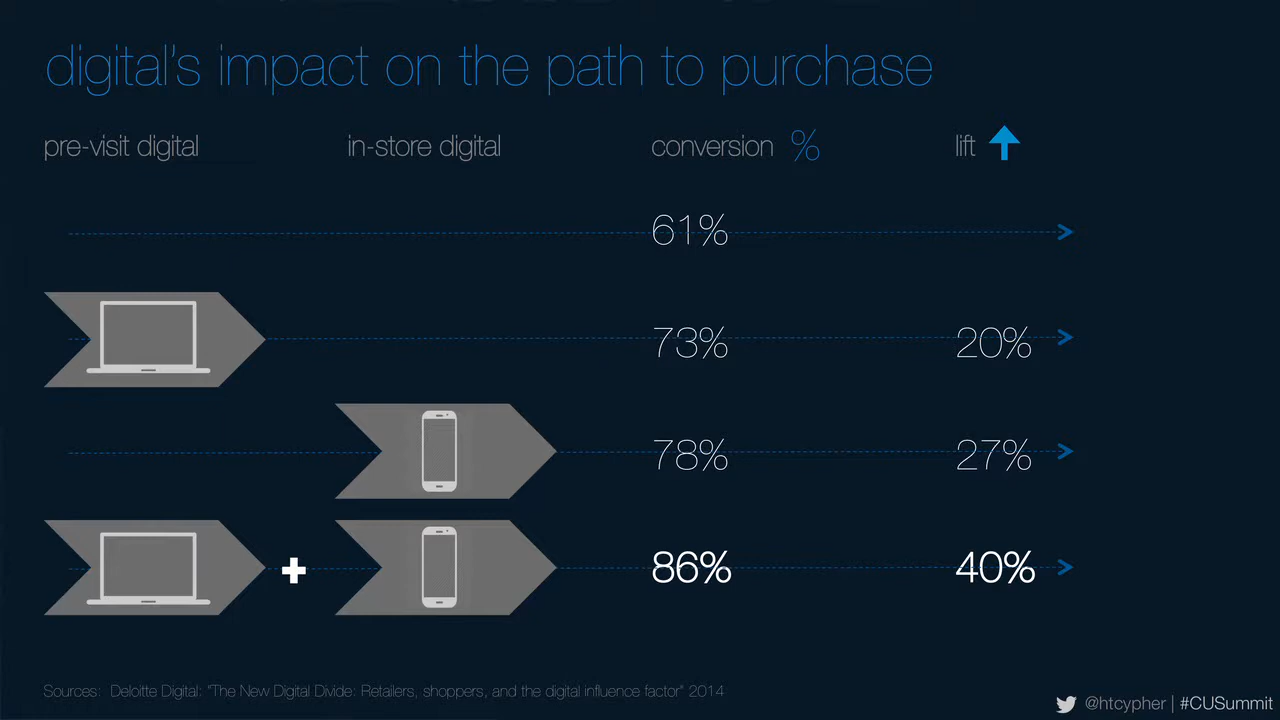 digital's impact on the path to purchase
pre-visit digital in-store digital conversion % lift
61%
73% 20%
78% 27%
86% 40%
Sources: Deloitte Digital: "The New Digital Divide: Retailers, shoppers, and the digital influence factor" 2014
@htcypher | #CUSummit